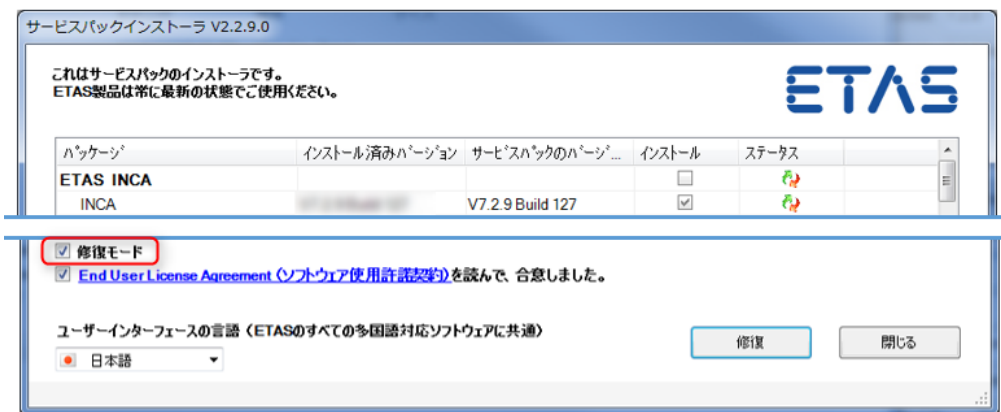 サービスパックインストーラ V2.2.9.0
これはサービスパックのインストーラです。
ETAS製品は常に最新の状態でご使用ください。
ETAS
パッケージ インストール済みバージョン サービスパックのバージ... インストール ステータス
ETAS INCA
INCA V7.2.9 Build 127
修復モード
End User License Agreement (ソフトウェア使用許諾契約)を読んで、合意しました。
ユーザーインターフェースの言語 (ETASのすべての多国語対応ソフトウェアに共通)
日本語 修復 閉じる